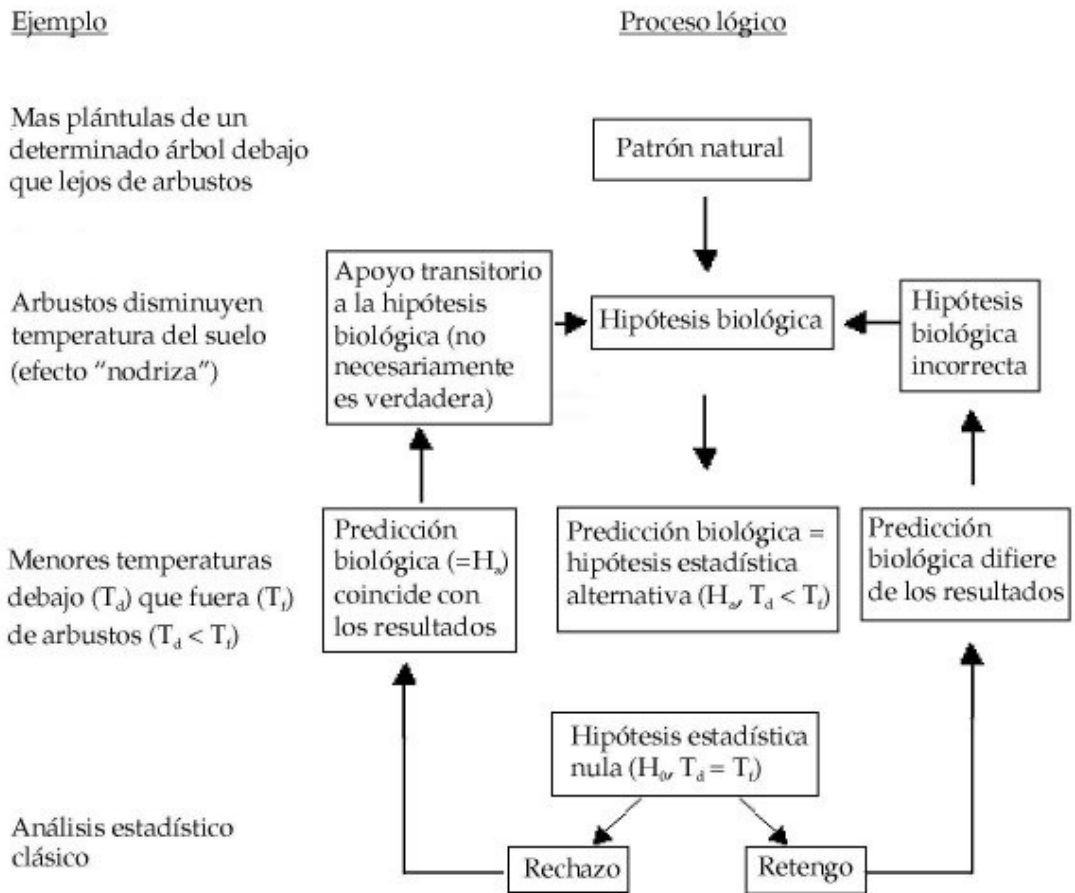 Ejemplo
Proceso lógico
Mas plántulas de un
determinado árbol debajo
que lejos de arbustos
Patrón natural
Arbustos disminuyen
temperatura del suelo
(efecto "nodriza")
Apoyo transitorio
a la hipótesis
biológica (no
necesariamente
es verdadera)
Hipótesis biológica
Hipótesis
biológica
incorrecta
Menores temperaturas
debajo (T_d) que fuera (T_f)
de arbustos (T_d < T_f)
Predicción
biológica (=H_a)
coincide con
los resultados
Predicción biológica =
hipótesis estadística
alternativa (H_a, T_d < T_f)
Predicción
biológica difiere
de los resultados
Hipótesis estadística
nula (H_0, T_d = T_f)
Análisis estadístico
clásico
Rechazo
Retengo